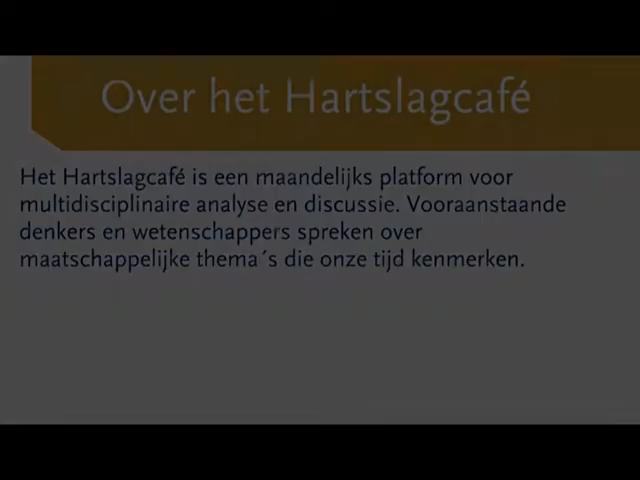 Over het Hartslagcafé
Het Hartslagcafé is een maandelijks platform voor
multidisciplinaire analyse en discussie. Vooraanstaande
denkers en wetenschappers spreken over
maatschappelijke thema´s die onze tijd kenmerken.